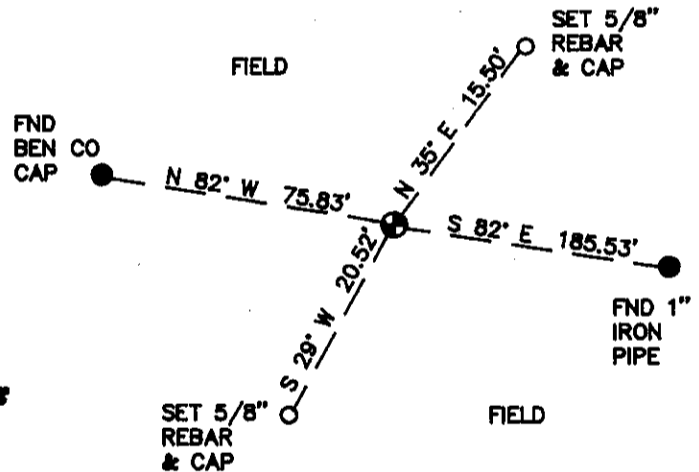 SET 5/8"
REBAR
& CAP
FIELD
FND
BEN CO
CAP
N 35° E 15.50'
N 82° W 75.83'
S 82° E 185.53'
S 29° W 20.52'
FND 1"
IRON
PIPE
SET 5/8"
REBAR
& CAP
FIELD